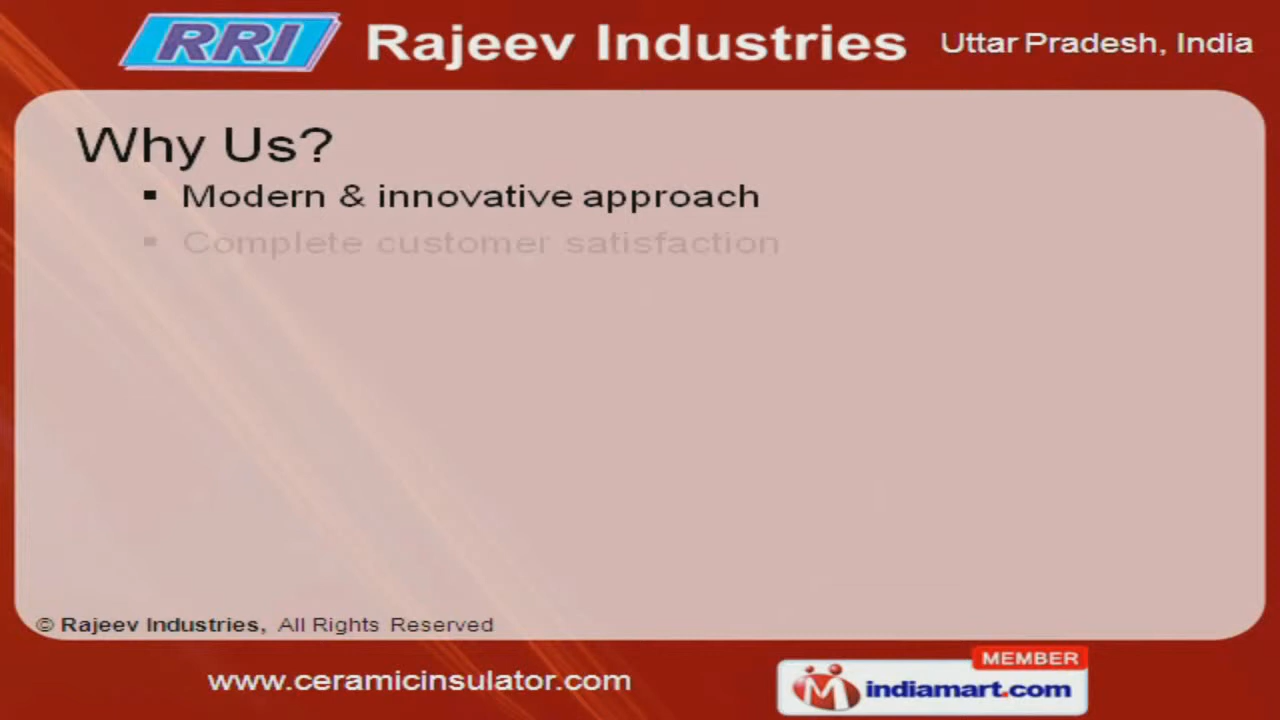 RRI Rajeev Industries Uttar Pradesh, India
Why Us?
▪ Modern & innovative approach
▪ Complete customer satisfaction
© Rajeev Industries, All Rights Reserved
www.ceramicinsulator.com
MEMBER
indiamart.com